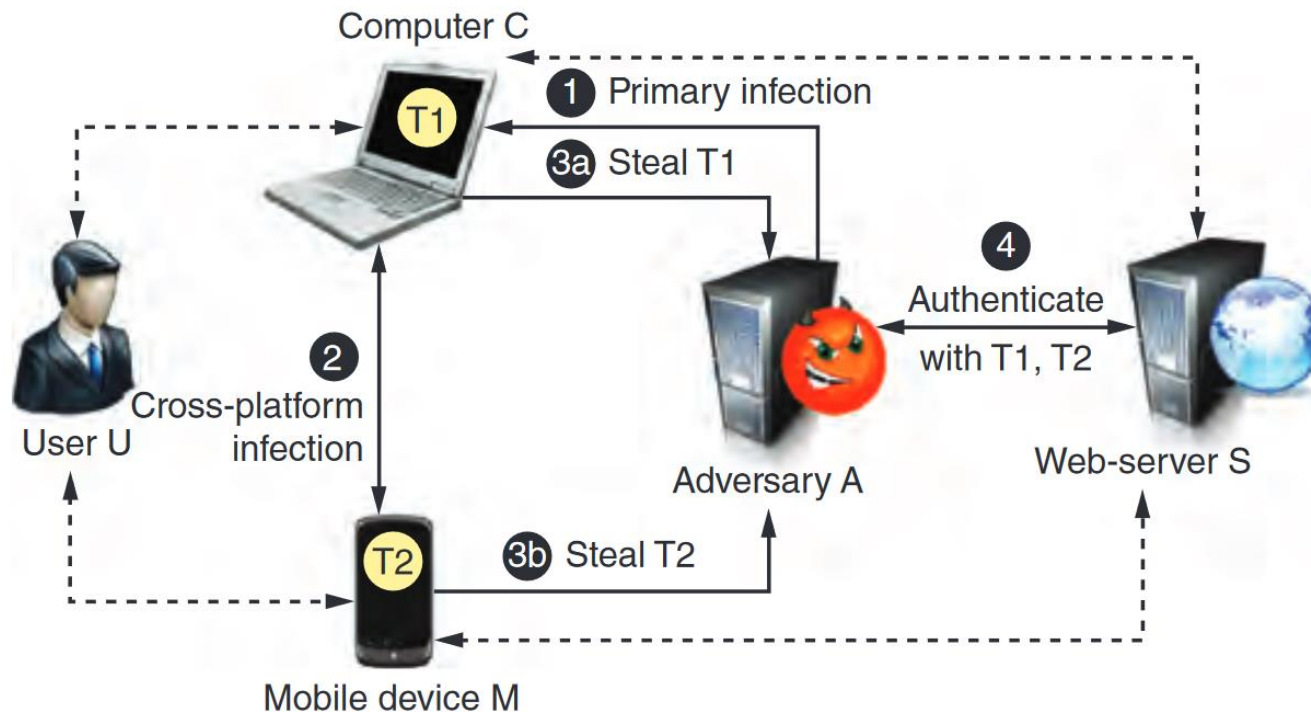 Computer C
T1
1 Primary infection
3a Steal T1
4
Authenticate
with T1, T2
2
Cross-platform
infection
User U
Adversary A
Web-server S
T2
3b Steal T2
Mobile device M